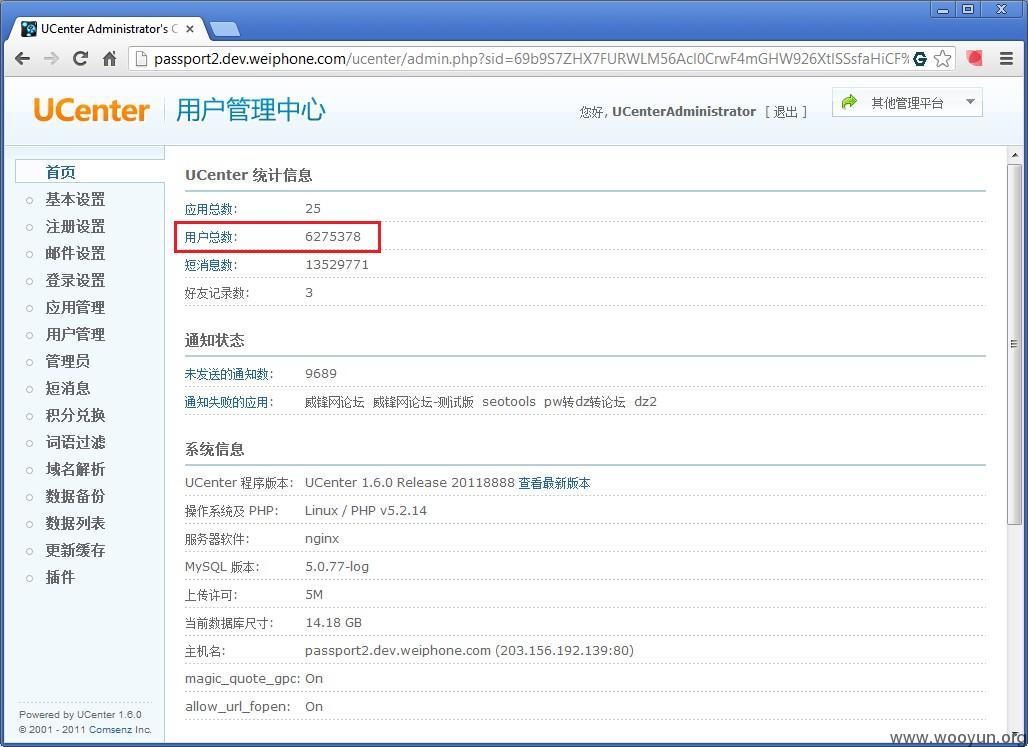 UCenter Administrator's C
passport2.dev.weiphone.com/ucenter/admin.php?sid=69b9S7ZHX7FURWLM56Acl0CrwF4mGHW926XtlSSsfaHiCF%
UCenter 用户管理中心
您好, UCenterAdministrator [ 退出 ]
其他管理平台
首页
基本设置
注册设置
邮件设置
登录设置
应用管理
用户管理
管理员
短消息
积分兑换
词语过滤
域名解析
数据备份
数据列表
更新缓存
插件
Powered by UCenter 1.6.0
© 2001 - 2011 Comsenz Inc.
UCenter 统计信息
应用总数: 25
用户总数: 6275378
短消息数: 13529771
好友记录数: 3
通知状态
未发送的通知数: 9689
通知失败的应用: 威锋网论坛 威锋网论坛-测试版 seotools pw转dz转论坛 dz2
系统信息
UCenter 程序版本: UCenter 1.6.0 Release 20118888 查看最新版本
操作系统及 PHP: Linux / PHP v5.2.14
服务器软件: nginx
MySQL 版本: 5.0.77-log
上传许可: 5M
当前数据库尺寸: 14.18 GB
主机名: passport2.dev.weiphone.com (203.156.192.139:80)
magic_quote_gpc: On
allow_url_fopen: On
www.wooyun.org